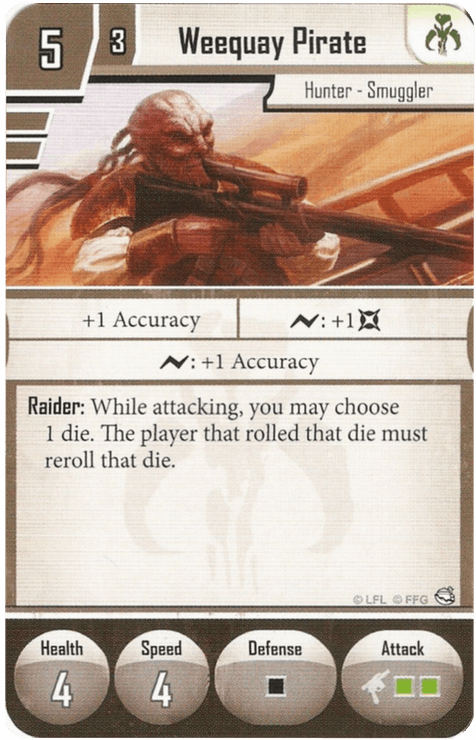 5 3 Weequay Pirate
Hunter - Smuggler
+1 Accuracy : +1
: +1 Accuracy
Raider: While attacking, you may choose
1 die. The player that rolled that die must
reroll that die.
© LFL © FFG
Health Speed Defense Attack
4 4